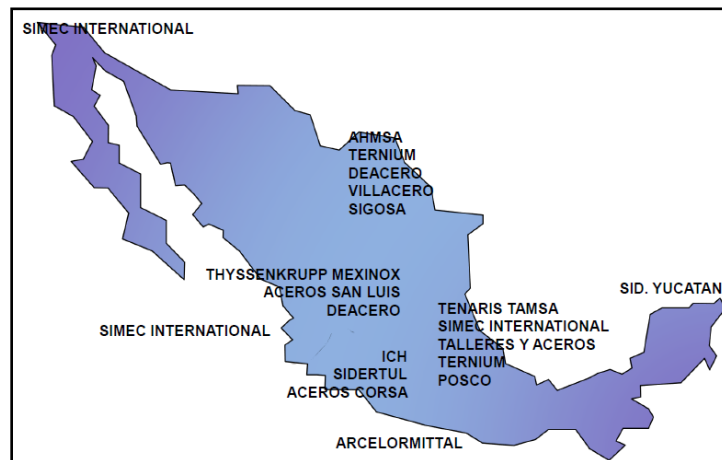 SIMEC INTERNATIONAL
AHMSA
TERNIUM
DEACERO
VILLACERO
SIGOSA
THYSSENKRUPP MEXINOX
ACEROS SAN LUIS
DEACERO
SIMEC INTERNATIONAL
SID. YUCATAN
TENARIS TAMSA
SIMEC INTERNATIONAL
TALLERES Y ACEROS
TERNIUM
POSCO
ICH
SIDERTUL
ACEROS CORSA
ARCELORMITTAL